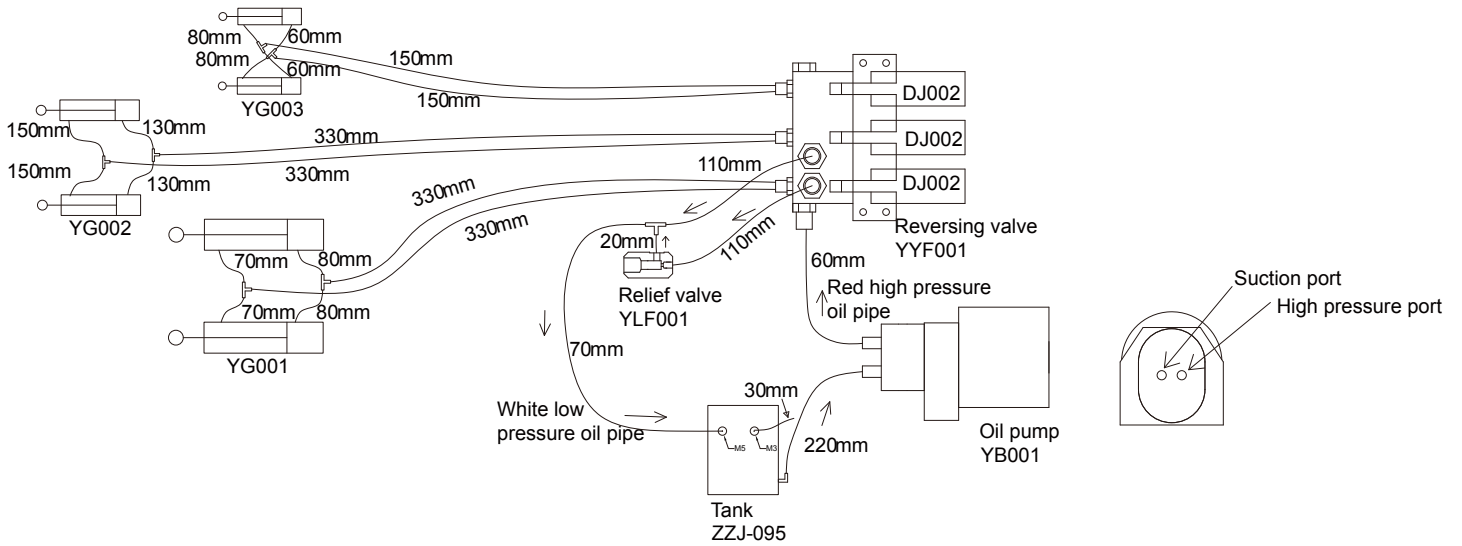 80mm
60mm
80mm
60mm
YG003
150mm
150mm
DJ002
DJ002
DJ002
Reversing valve
YYF001
150mm
130mm
150mm
130mm
YG002
330mm
330mm
110mm
110mm
330mm
330mm
70mm
80mm
70mm
80mm
YG001
20mm
Relief valve
YLF001
60mm
Red high pressure
oil pipe
Suction port
High pressure port
70mm
White low
pressure oil pipe
30mm
M5
M3
220mm
Tank
ZZJ-095
Oil pump
YB001